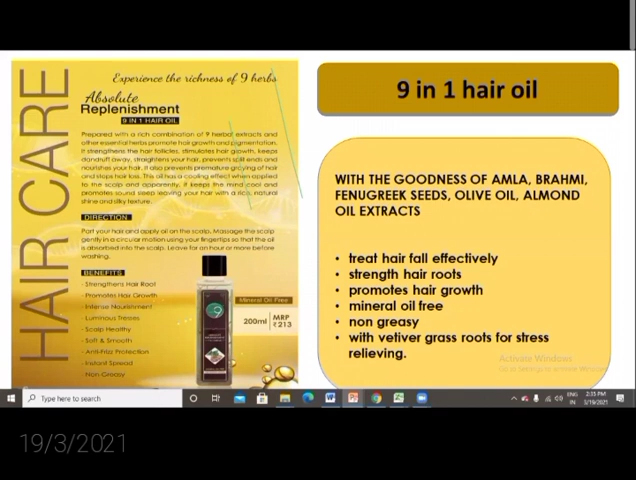 HAIR CARE
Experience the richness of 9 herbs
Absolute
Replenishment
9 IN 1 HAIR OIL
Prepared with a rich combination of 9 herbal extracts and
other essential herbs promote hair growth and pigmentation.
It strengthens the hair follicles, stimulates hair growth, keeps
dandruff away, straightens your hair, prevents split ends and
nourishes your hair. It also prevents premature graying of hair
and stops hair loss. This oil has a cooling effect when applied
to the scalp and apparently, it keeps the mind cool and
promotes sound sleep leaving your hair with a rich, natural
shine and silky texture.
DIRECTION
Part your hair and apply oil on the scalp. Massage the scalp
gently in a circular motion using your fingertips so that the oil
is absorbed into the scalp. Leave for an hour or more before
washing.
BENEFITS
- Strengthens Hair Root
- Promotes Hair Growth
- Intense Nourishment
- Luminous Tresses
- Scalp Healthy
- Soft & Smooth
- Anti-Frizz Protection
- Instant Spread
- Non Greasy
Mineral Oil Free
200ml MRP
₹213
9 in 1 hair oil
WITH THE GOODNESS OF AMLA, BRAHMI,
FENUGREEK SEEDS, OLIVE OIL, ALMOND
OIL EXTRACTS
• treat hair fall effectively
• strength hair roots
• promotes hair growth
• mineral oil free
• non greasy
• with vetiver grass roots for stress
relieving.
Activate Windows
Go to Settings to activate Windows.
Type here to search
ENG
IN
2:35 PM
3/19/2021
19/3/2021